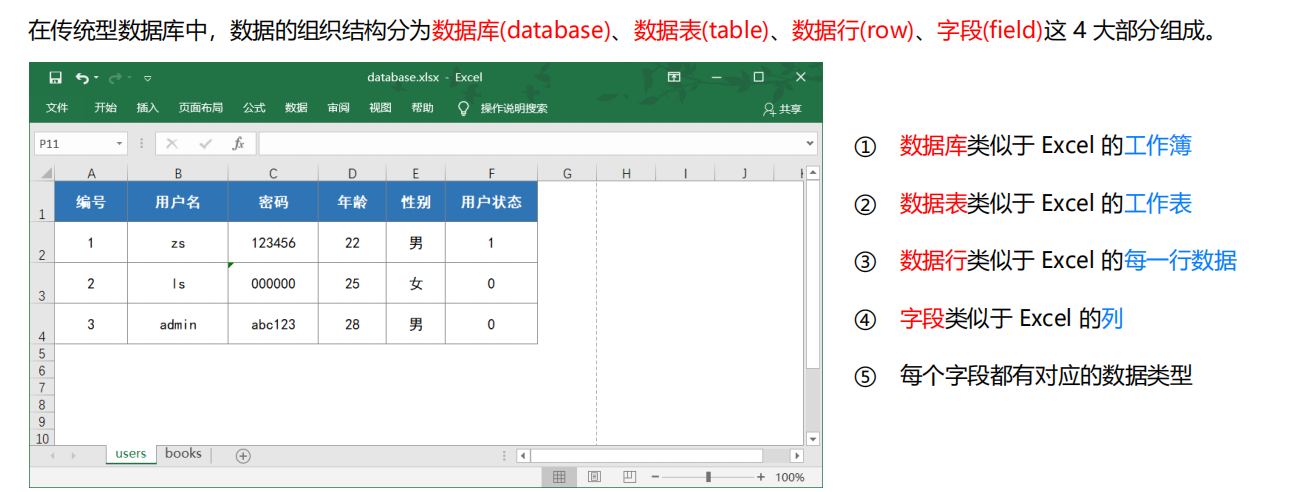 在传统型数据库中，数据的组织结构分为数据库(database)、数据表(table)、数据行(row)、字段(field)这 4 大部分组成。
database.xlsx - Excel
文件 开始 插入 页面布局 公式 数据 审阅 视图 帮助 操作说明搜索 共享
P11 fx
A B C D E F G H I J K
1 编号 用户名 密码 年龄 性别 用户状态
2 1 zs 123456 22 男 1
3 2 ls 000000 25 女 0
4 3 admin abc123 28 男 0
5
6
7
8
9
10
users books
100%
① 数据库类似于 Excel 的工作簿
② 数据表类似于 Excel 的工作表
③ 数据行类似于 Excel 的每一行数据
④ 字段类似于 Excel 的列
⑤ 每个字段都有对应的数据类型